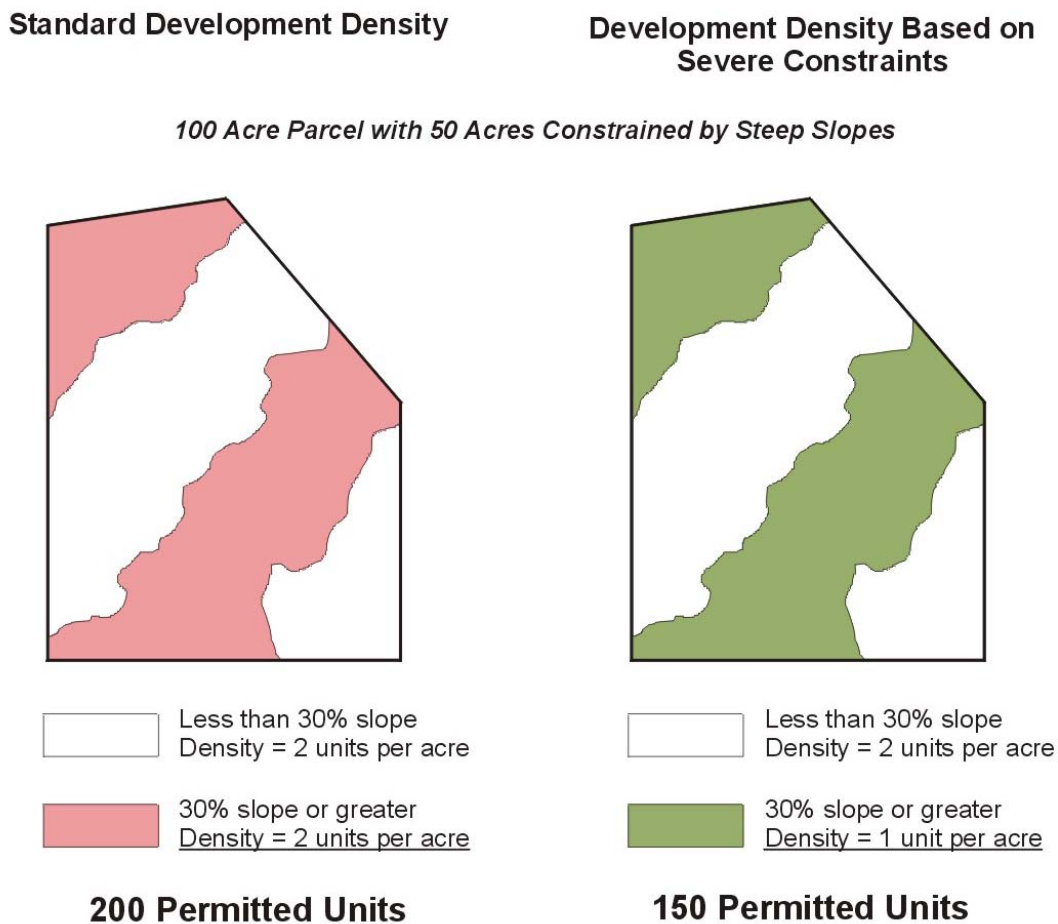 Standard Development Density
Development Density Based on
Severe Constraints
100 Acre Parcel with 50 Acres Constrained by Steep Slopes
Less than 30% slope
Density = 2 units per acre
30% slope or greater
Density = 2 units per acre
200 Permitted Units
Less than 30% slope
Density = 2 units per acre
30% slope or greater
Density = 1 unit per acre
150 Permitted Units